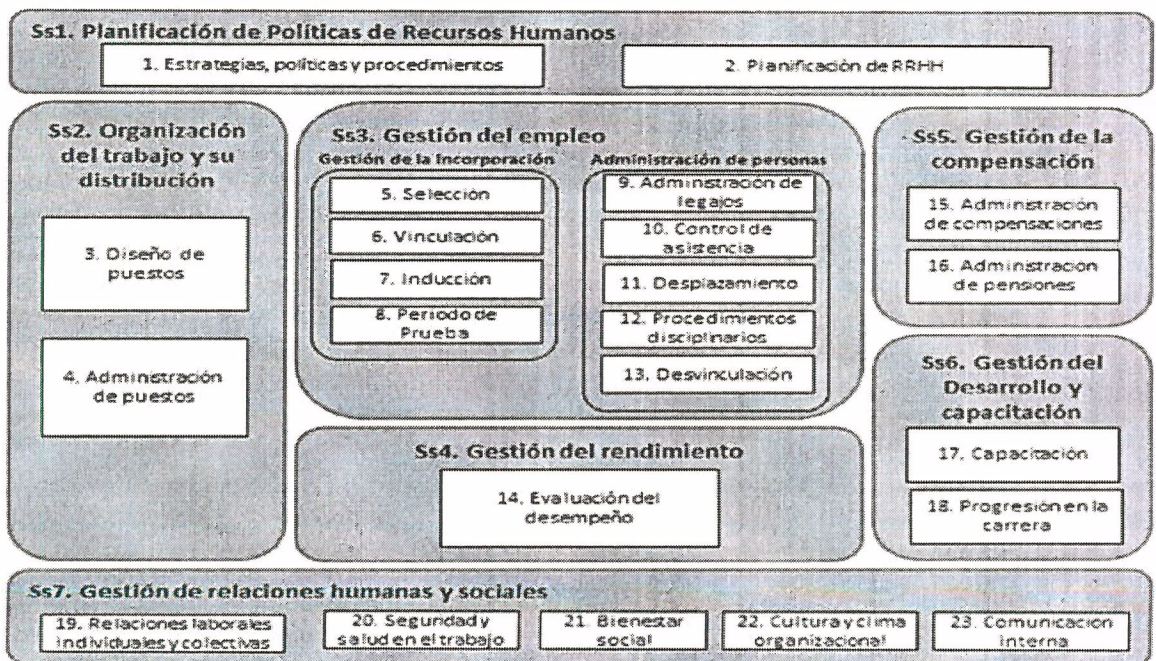 Ss1. Planificación de Políticas de Recursos Humanos
1. Estrategias, políticas y procedimientos
2. Planificación de RRHH
Ss2. Organización
del trabajo y su
distribución
3. Diseño de
puestos
4. Administración
de puestos
Ss3. Gestión del empleo
Gestión de la Incorporación
5. Selección
6. Vinculación
7. Inducción
8. Periodo de
Prueba
Administración de personas
9. Administración de
legajos
10. Control de
asistencia
11. Desplazamiento
12. Procedimientos
disciplinarios
13. Desvinculación
Ss4. Gestión del rendimiento
14. Evaluación del
desempeño
Ss5. Gestión de la
compensación
15. Administración
de compensaciones
16. Administración
de pensiones
Ss6. Gestión del
Desarrollo y
capacitación
17. Capacitación
18. Progresión en la
carrera
Ss7. Gestión de relaciones humanas y sociales
19. Relaciones laborales
individuales y colectivas
20. Seguridad y
salud en el trabajo
21. Bienestar
social
22. Cultura y clima
organizacional
23. Comunicación
interna